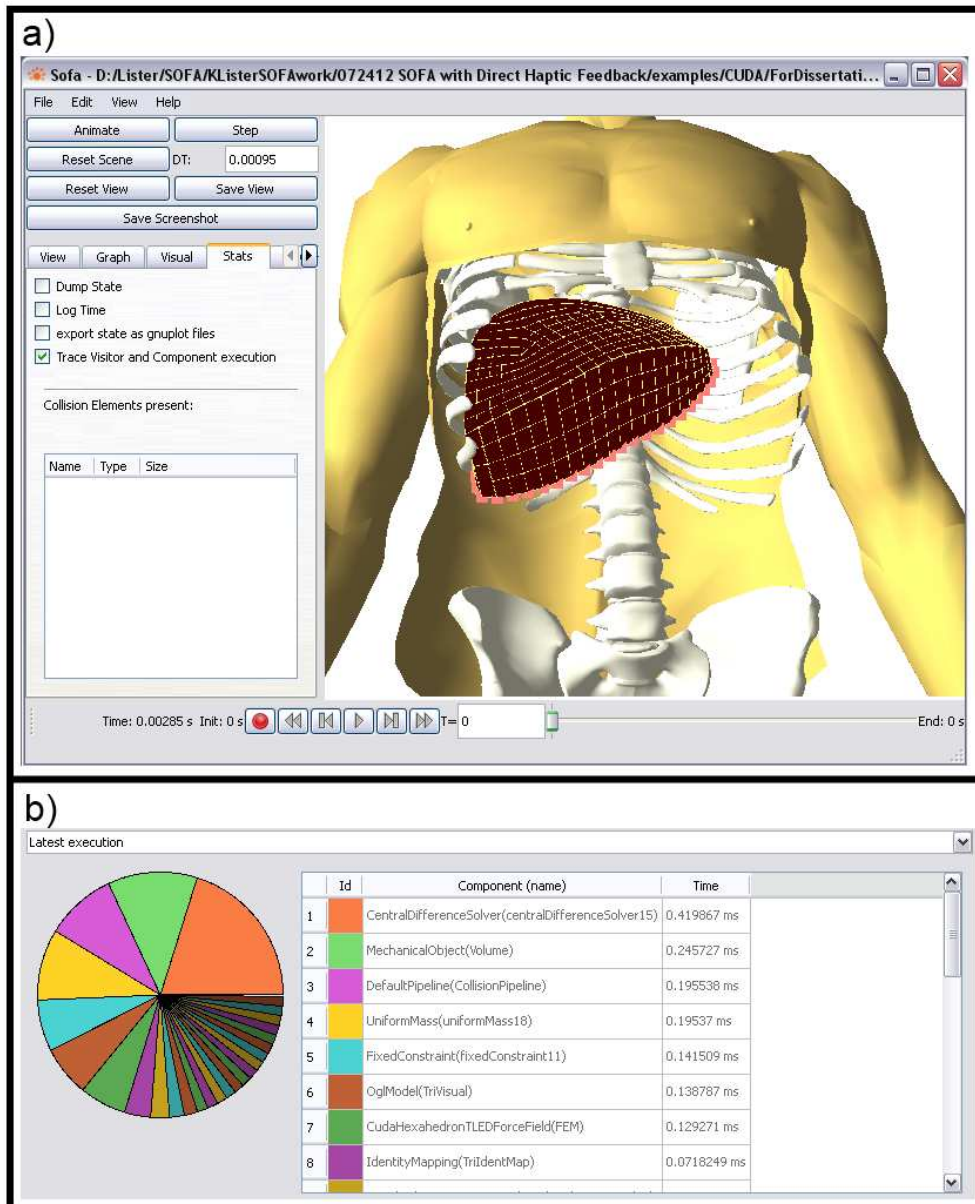 a)
Sofa - D:/Lister/SOFA/KListerSOFAwork/072412 SOFA with Direct Haptic Feedback/examples/CUDA/ForDissertati...
File Edit View Help
Animate Step
Reset Scene DT: 0.00095
Reset View Save View
Save Screenshot
View Graph Visual Stats
Dump State
Log Time
export state as gnuplot files
Trace Visitor and Component execution
Collision Elements present:
Name Type Size
Time: 0.00285 s Init: 0 s T= 0 End: 0 s
b)
Latest execution
Id Component (name) Time
1 CentralDifferenceSolver(centralDifferenceSolver15) 0.419867 ms
2 MechanicalObject(Volume) 0.245727 ms
3 DefaultPipeline(CollisionPipeline) 0.195538 ms
4 UniformMass(uniformMass18) 0.19537 ms
5 FixedConstraint(fixedConstraint11) 0.141509 ms
6 OglModel(TriVisual) 0.138787 ms
7 CudaHexahedronTLEDForceField(FEM) 0.129271 ms
8 IdentityMapping(TriIdentMap) 0.0718249 ms